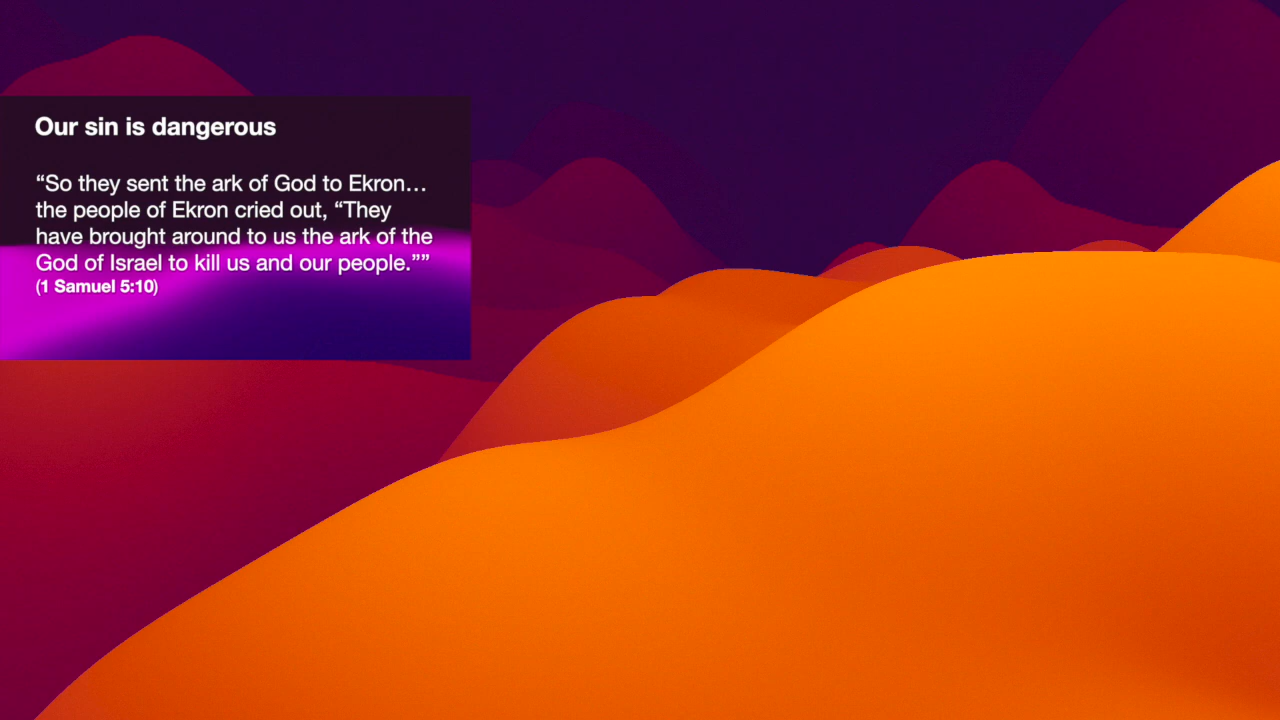 Our sin is dangerous
“So they sent the ark of God to Ekron…
the people of Ekron cried out, “They
have brought around to us the ark of the
God of Israel to kill us and our people.””
(1 Samuel 5:10)